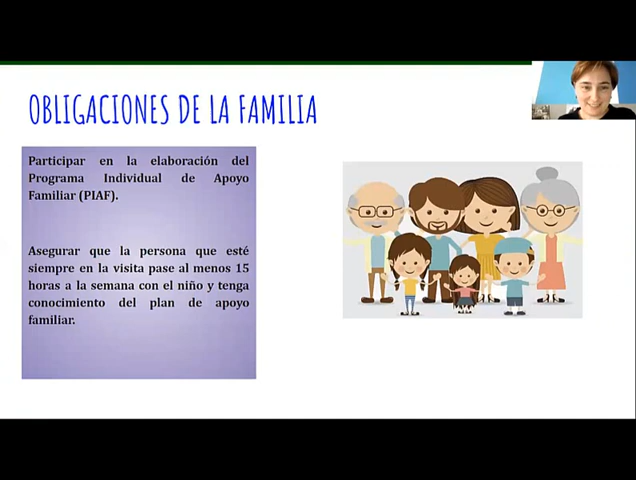 OBLIGACIONES DE LA FAMILIA
Participar en la elaboración del
Programa Individual de Apoyo
Familiar (PIAF).
Asegurar que la persona que esté
siempre en la visita pase al menos 15
horas a la semana con el niño y tenga
conocimiento del plan de apoyo
familiar.